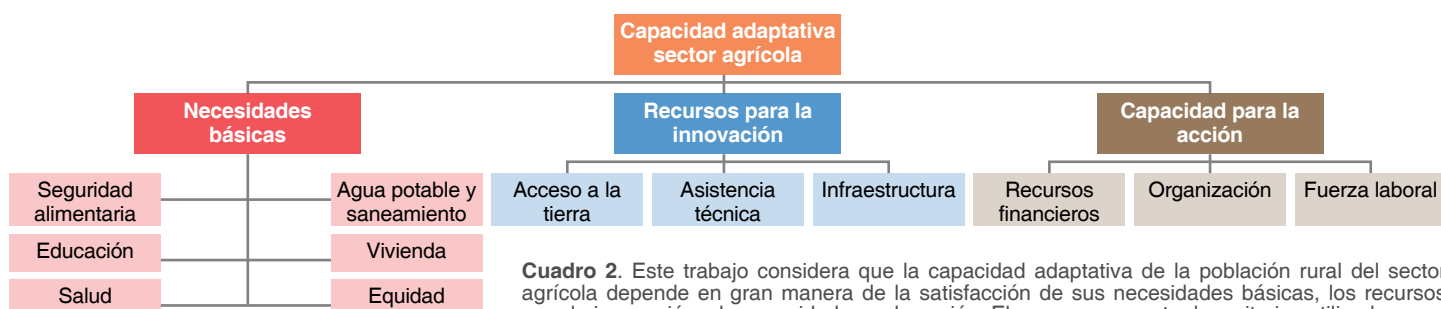 Capacidad adaptativa
sector agrícola
Necesidades
básicas
Recursos para la
innovación
Capacidad para la
acción
Seguridad
alimentaria
Agua potable y
saneamiento
Educación
Vivienda
Salud
Equidad
Acceso a la
tierra
Asistencia
técnica
Infraestructura
Recursos
financieros
Organización
Fuerza laboral
Cuadro 2. Este trabajo considera que la capacidad adaptativa de la población rural del sector
agrícola depende en gran manera de la satisfacción de sus necesidades básicas, los recursos